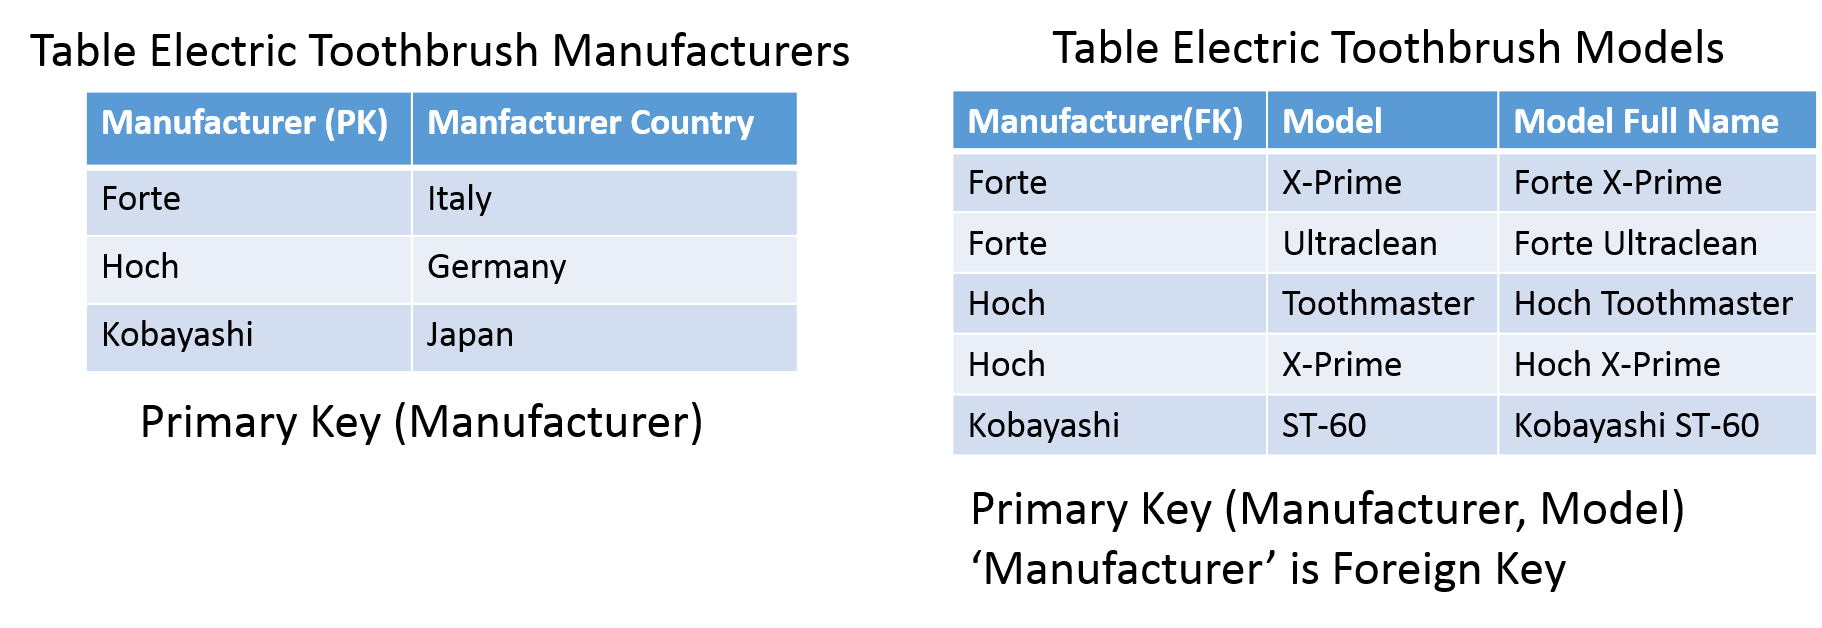 Table Electric Toothbrush Manufacturers
Manufacturer (PK) Manfacturer Country
Forte Italy
Hoch Germany
Kobayashi Japan
Primary Key (Manufacturer)
Table Electric Toothbrush Models
Manufacturer(FK) Model Model Full Name
Forte X-Prime Forte X-Prime
Forte Ultraclean Forte Ultraclean
Hoch Toothmaster Hoch Toothmaster
Hoch X-Prime Hoch X-Prime
Kobayashi ST-60 Kobayashi ST-60
Primary Key (Manufacturer, Model)
‘Manufacturer’ is Foreign Key